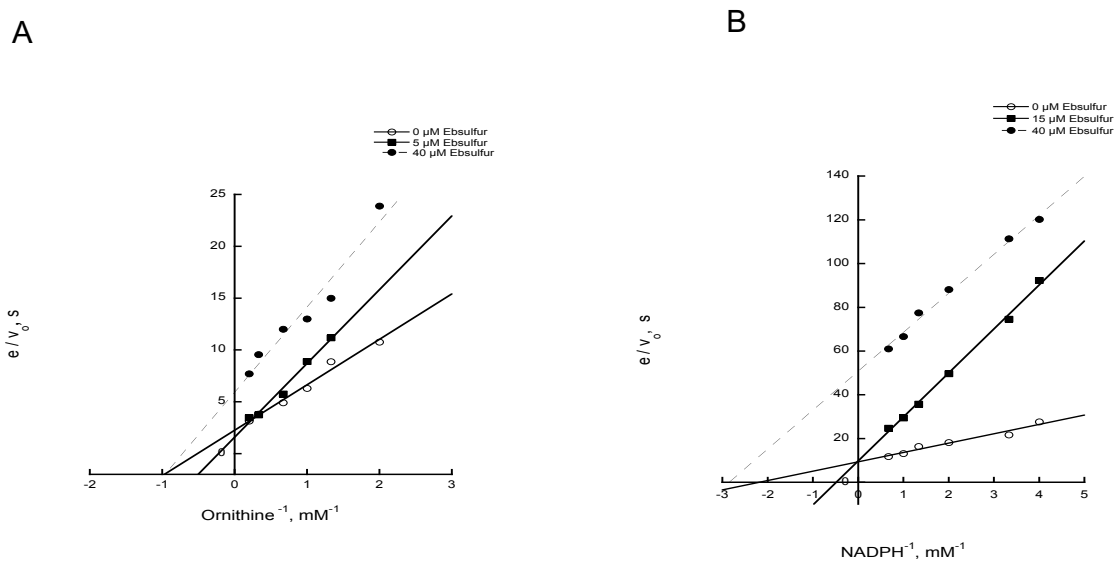 A
B
0 µM Ebsulfur
5 µM Ebsulfur
40 µM Ebsulfur
0 µM Ebsulfur
15 µM Ebsulfur
40 µM Ebsulfur
25
20
15
10
5
0
-2 -1 0 1 2 3
e/v₀, s
Ornithine⁻¹, mM⁻¹
140
120
100
80
60
40
20
0
-3 -2 -1 0 1 2 3 4 5
e/v₀, s
NADPH⁻¹, mM⁻¹